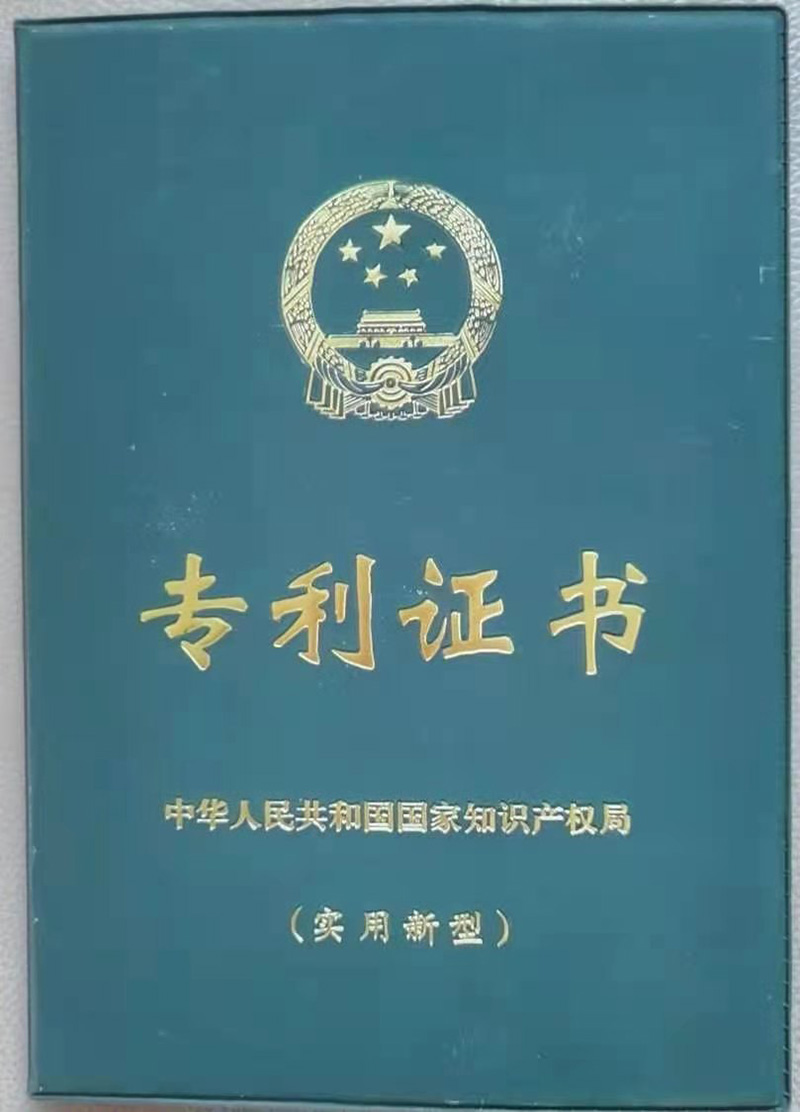 专利证书
中华人民共和国国家知识产权局
（实用新型）